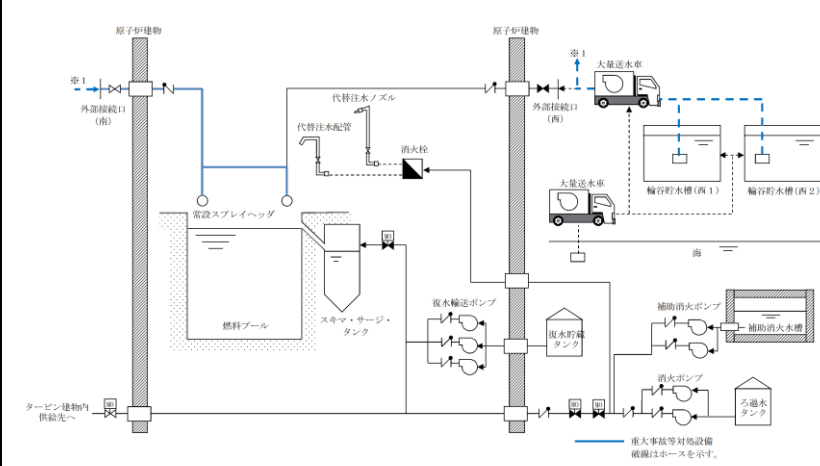 原子炉建物
原子炉建物
※1
外部接続口
(南)
代替注水ノズル
代替注水配管
消火栓
※1
大量送水車
外部接続口
(西)
輪谷貯水槽(西1)
輪谷貯水槽(西2)
大量送水車
海
常設スプレイヘッダ
燃料プール
スキマ・サージ・
タンク
MO
復水輸送ポンプ
復水貯蔵
タンク
補助消火ポンプ
補助消火水槽
消火ポンプ
ろ過水
タンク
タービン建物内
供給先へ
MO
MO
MO
重大事故等対処設備
破線はホースを示す。